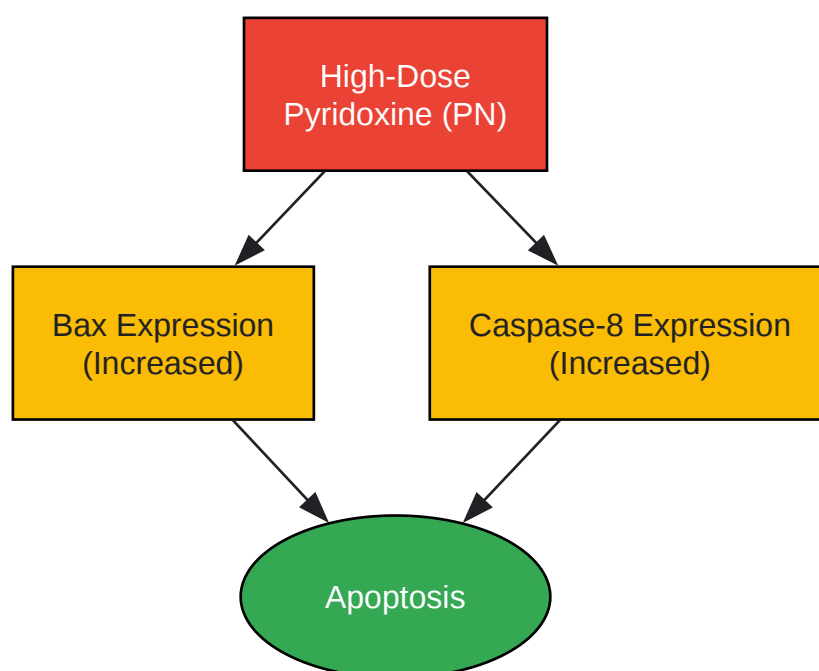 High-Dose
Pyridoxine (PN)
Bax Expression
(Increased)
Caspase-8 Expression
(Increased)
Apoptosis